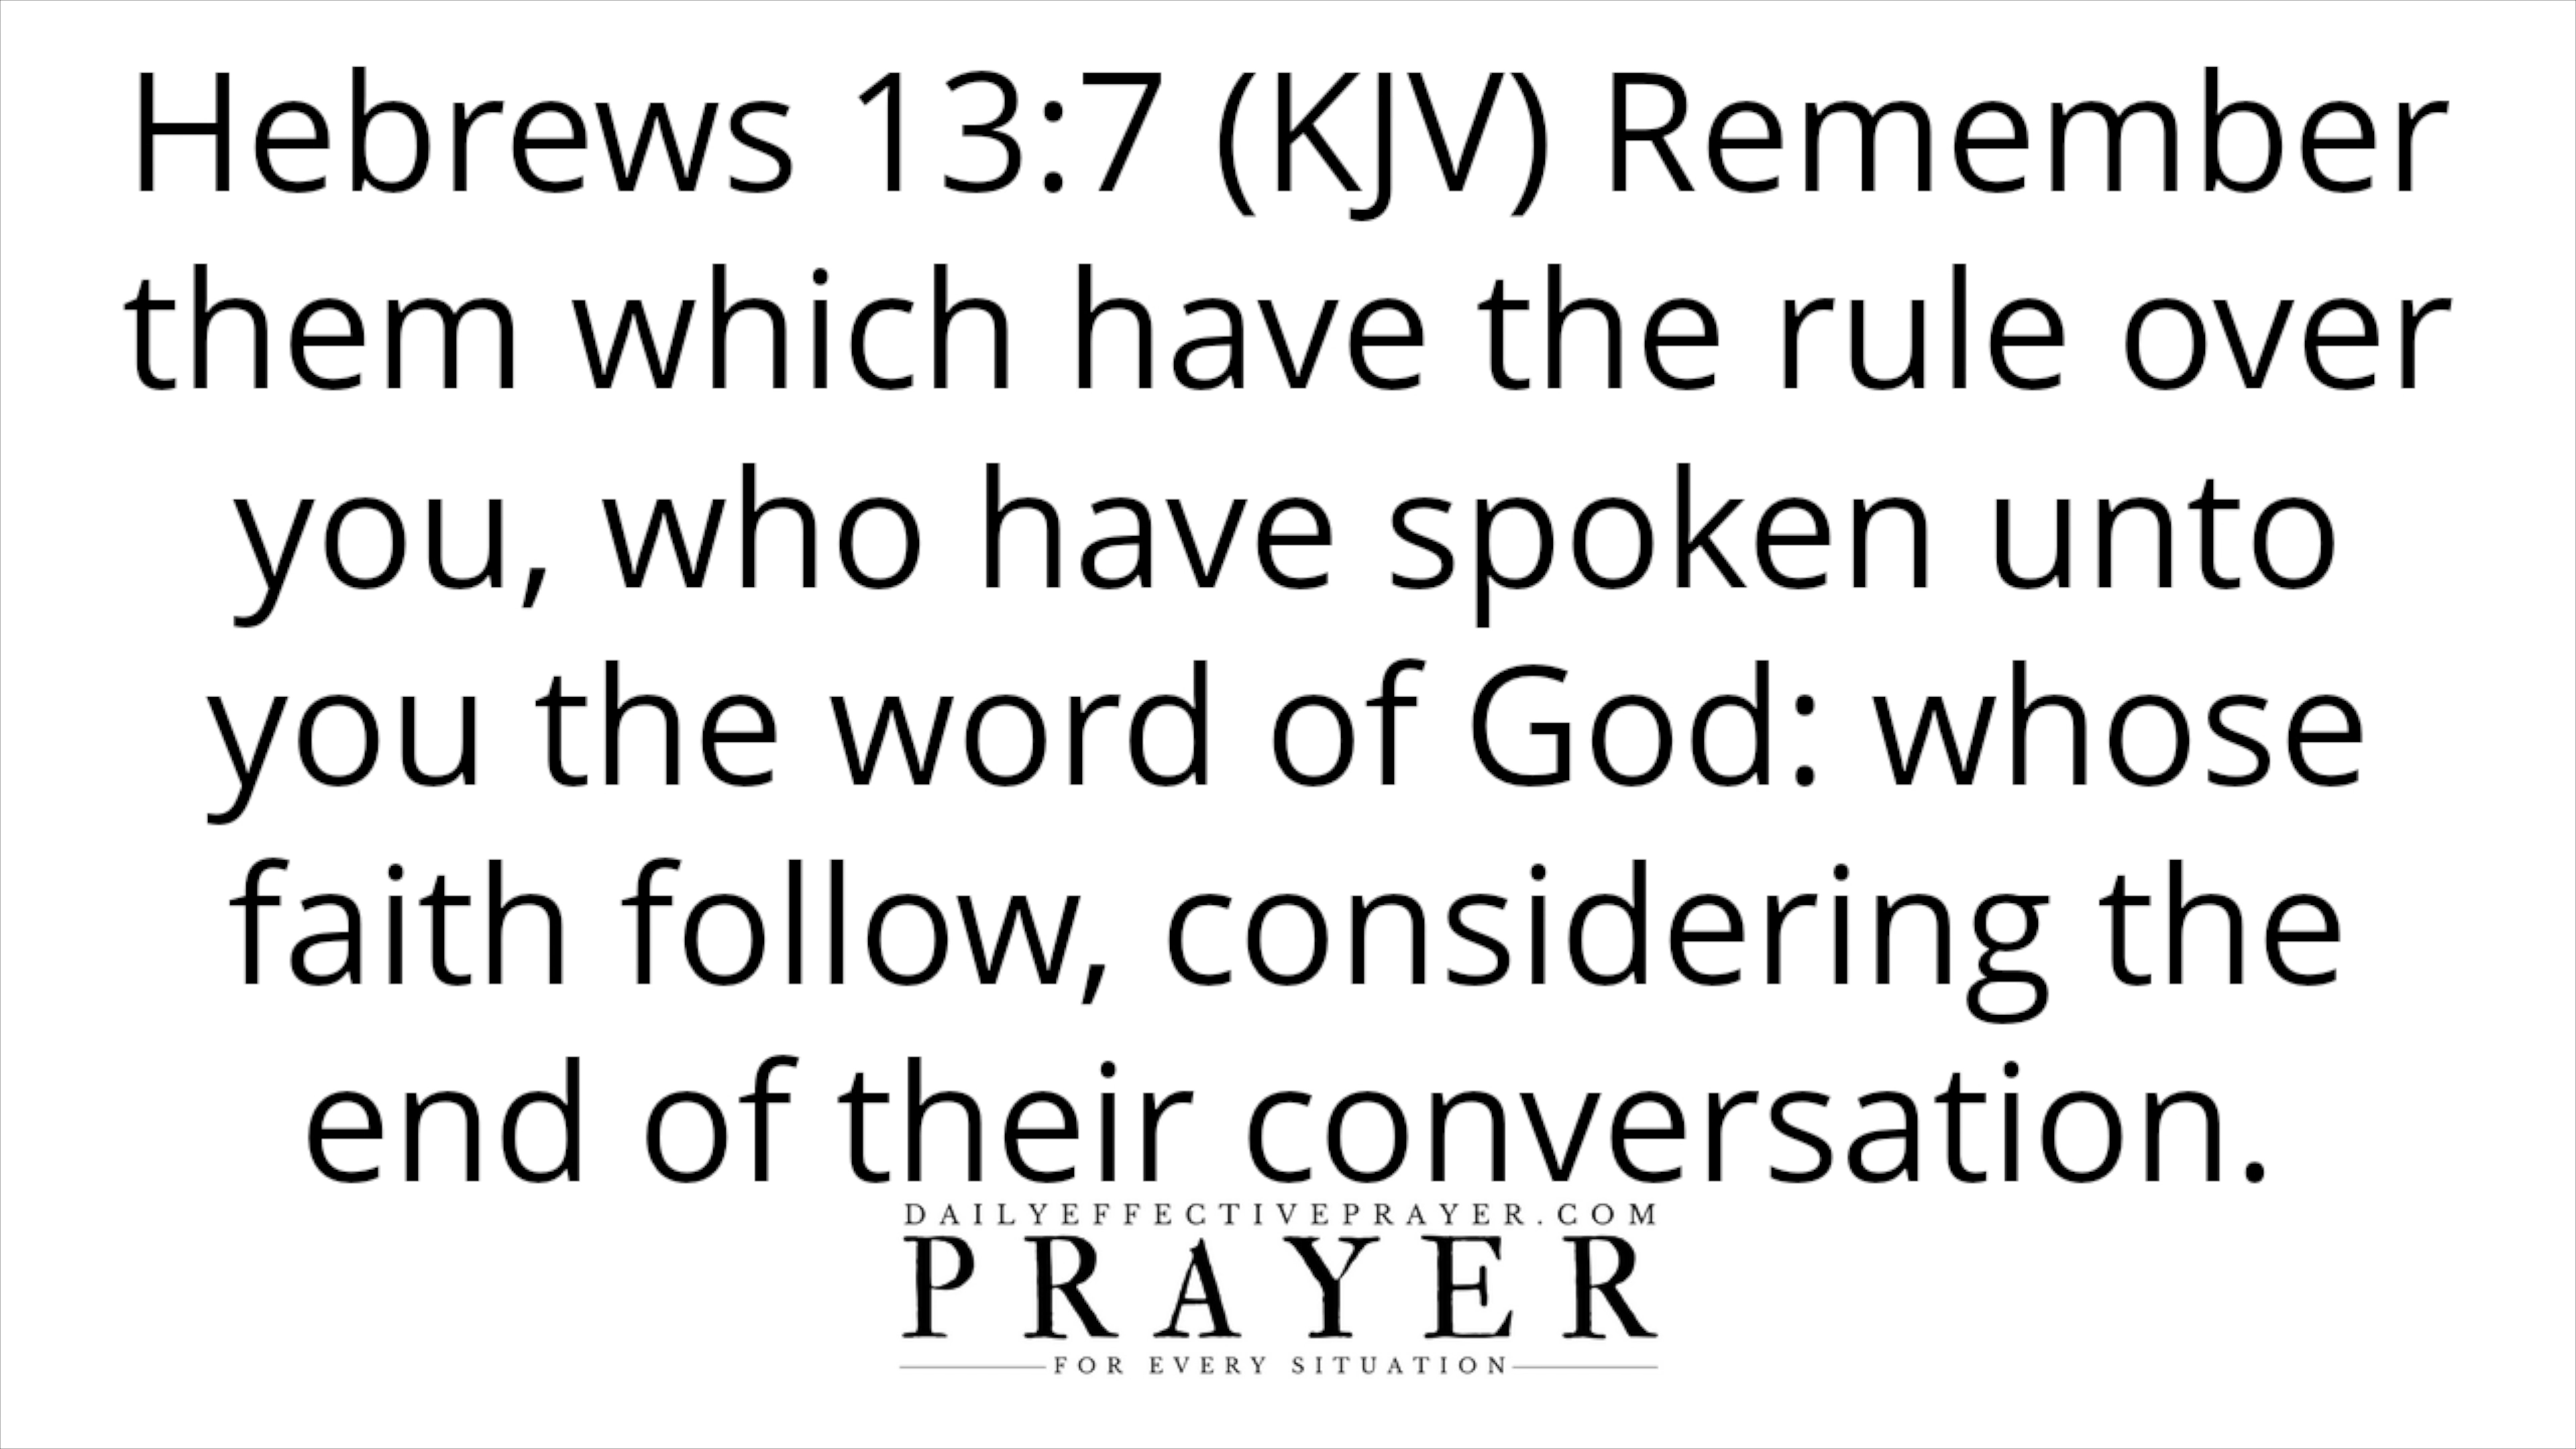 Hebrews 13:7 (KJV) Remember
them which have the rule over
you, who have spoken unto
you the word of God: whose
faith follow, considering the
end of their conversation.
DAILYEFFECTIVEPRAYER.COM
PRAYER
FOR EVERY SITUATION